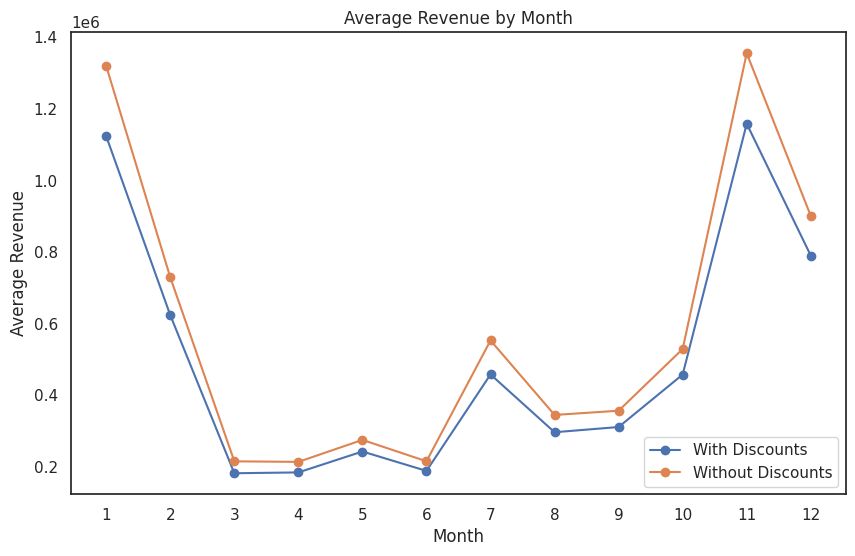 Average Revenue by Month
1e6
1.4
1.2
1.0
0.8
0.6
0.4
0.2
Average Revenue
With Discounts
Without Discounts
1 2 3 4 5 6 7 8 9 10 11 12
Month